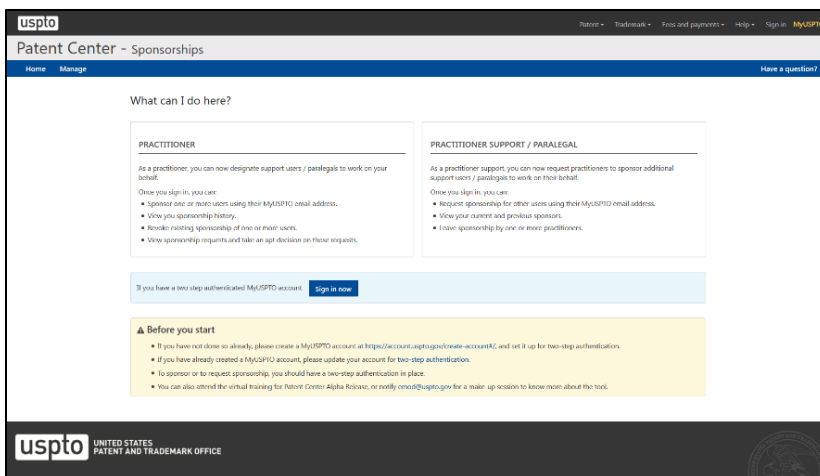 uspto
Patent Trademark Fees and payments Help Sign in MyUSPTO
Patent Center - Sponsorships
Home Manage Have a question?
What can I do here?
PRACTITIONER
As a practitioner, you can now designate support users / paralegals to work on your
behalf.
Once you sign in, you can:
• Sponsor one or more users using their MyUSPTO email address.
• View you sponsorship history.
• Revoke existing sponsorship of one or more users.
• View sponsorship requests and take an apt decision on those requests.
PRACTITIONER SUPPORT / PARALEGAL
As a practitioner support, you can now request practitioners to sponsor additional
support users / paralegals to work on their behalf.
Once you sign in, you can:
• Request sponsorship for other users using their MyUSPTO email address.
• View your current and previous sponsors.
• Leave sponsorship by one or more practitioners.
If you have a two step authenticated MyUSPTO account Sign in now
Before you start
• If you have not done so already, please create a MyUSPTO account at https://account.uspto.gov/create-account#/, and set it up for two-step authentication.
• If you have already created a MyUSPTO account, please update your account for two-step authentication.
• To sponsor or to request sponsorship, you should have a two-step authentication in place.
• You can also attend the virtual training for Patent Center Alpha Release, or notify emod@uspto.gov for a make-up session to know more about the tool.
uspto UNITED STATES
PATENT AND TRADEMARK OFFICE